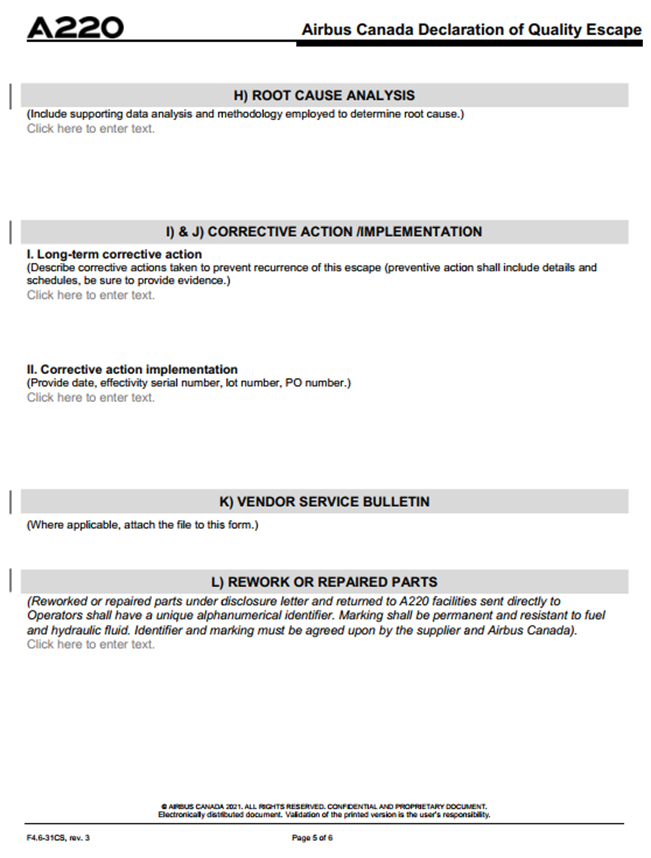 A220
Airbus Canada Declaration of Quality Escape
H) ROOT CAUSE ANALYSIS
(Include supporting data analysis and methodology employed to determine root cause.)
Click here to enter text.
I) & J) CORRECTIVE ACTION /IMPLEMENTATION
I. Long-term corrective action
(Describe corrective actions taken to prevent recurrence of this escape (preventive action shall include details and
schedules, be sure to provide evidence.)
Click here to enter text.
II. Corrective action implementation
(Provide date, effectivity serial number, lot number, PO number.)
Click here to enter text.
K) VENDOR SERVICE BULLETIN
(Where applicable, attach the file to this form.)
L) REWORK OR REPAIRED PARTS
(Reworked or repaired parts under disclosure letter and returned to A220 facilities sent directly to
Operators shall have a unique alphanumerical identifier. Marking shall be permanent and resistant to fuel
and hydraulic fluid. Identifier and marking must be agreed upon by the supplier and Airbus Canada).
Click here to enter text.
© AIRBUS CANADA 2021. ALL RIGHTS RESERVED. CONFIDENTIAL AND PROPRIETARY DOCUMENT.
Electronically distributed document. Validation of the printed version is the user's responsibility.
F4.6-31CS, rev. 3
Page 5 of 6